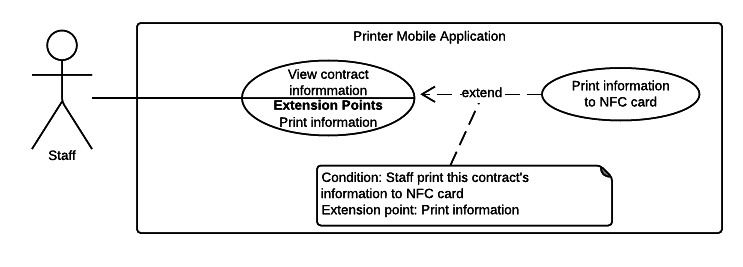 Printer Mobile Application
View contract
informmation
Extension Points
Print information
extend
Print information
to NFC card
Staff
Condition: Staff print this contract's
information to NFC card
Extension point: Print information